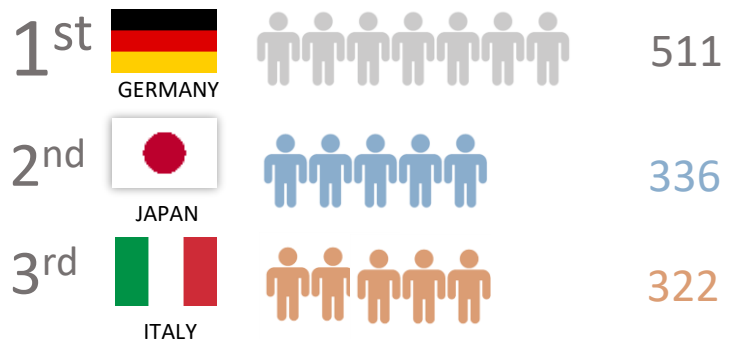 1st
GERMANY
511
2nd
JAPAN
336
3rd
ITALY
322